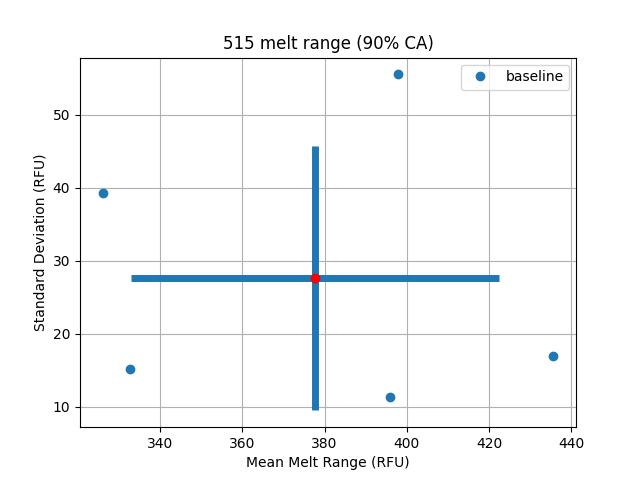 515 melt range (90% CA)
baseline
Standard Deviation (RFU)
50
40
30
20
10
340 360 380 400 420 440
Mean Melt Range (RFU)